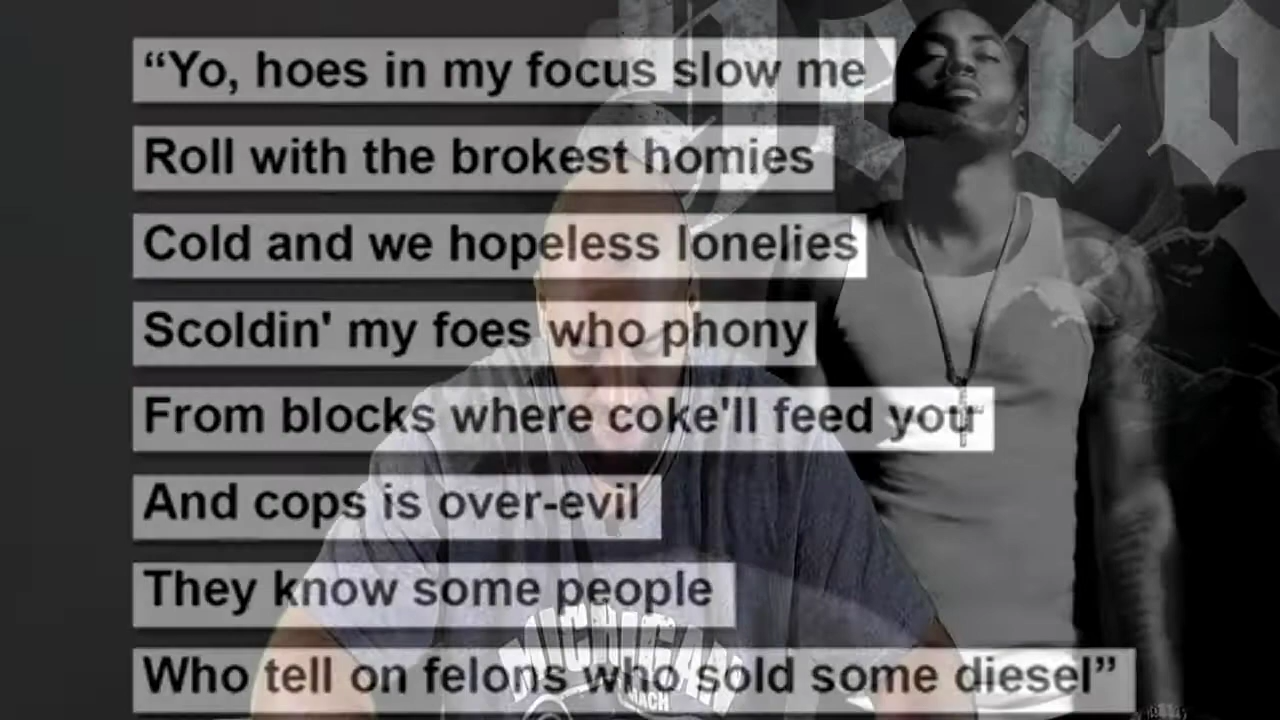 “Yo, hoes in my focus slow me
Roll with the brokest homies
Cold and we hopeless lonelies
Scoldin' my foes who phony
From blocks where coke'll feed you
And cops is over-evil
They know some people
MICHIGAN
Who tell on felons who sold some diesel”